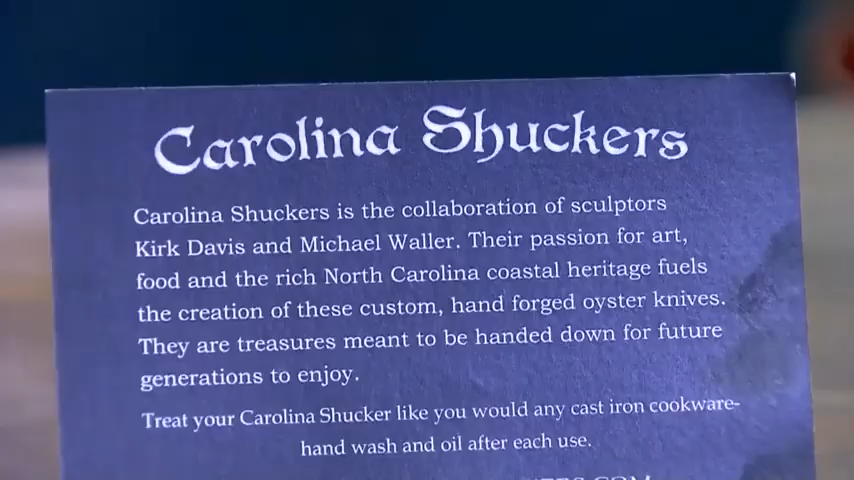 Carolina Shuckers
Carolina Shuckers is the collaboration of sculptors
Kirk Davis and Michael Waller. Their passion for art,
food and the rich North Carolina coastal heritage fuels
the creation of these custom, hand forged oyster knives.
They are treasures meant to be handed down for future
generations to enjoy.
Treat your Carolina Shucker like you would any cast iron cookware-
hand wash and oil after each use.